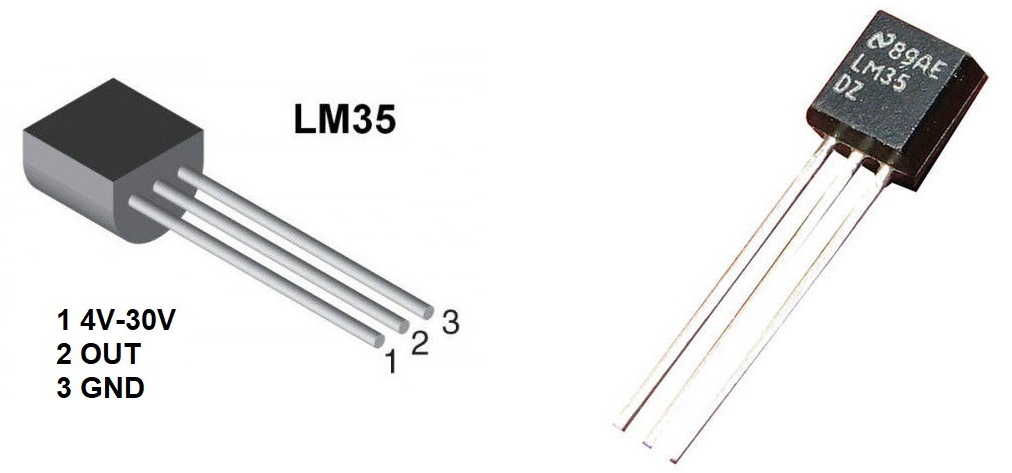 LM35
1 4V-30V
2 OUT
3 GND
1
2
3
89AE
LM35
DZ